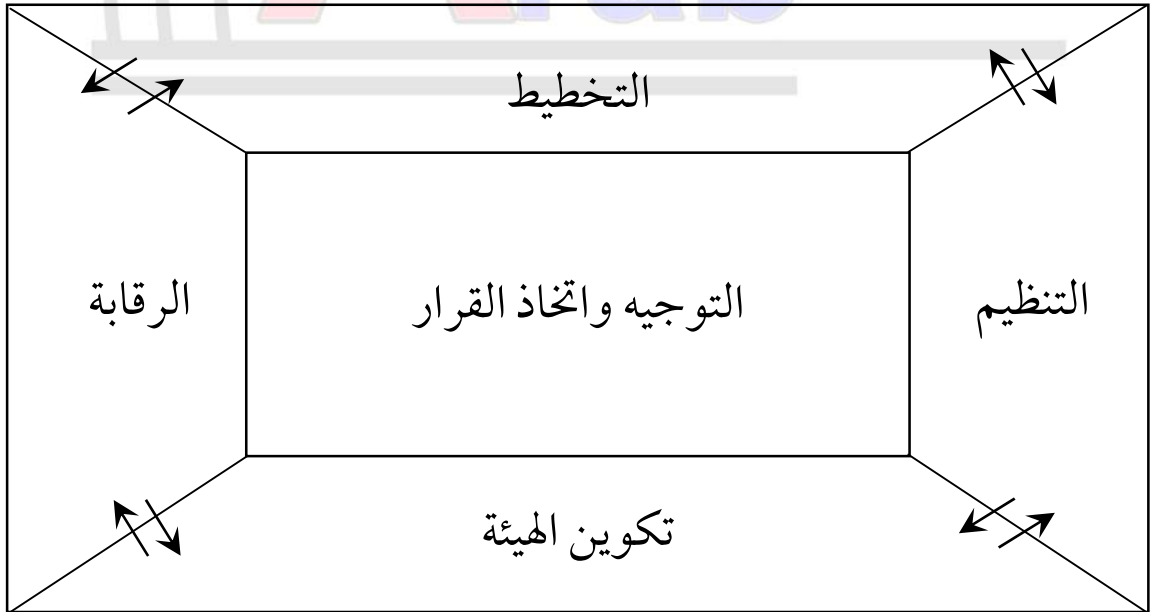 التخطيط
التنظيم
التوجيه واتخاذ القرار
الرقابة
تكوين الهيئة